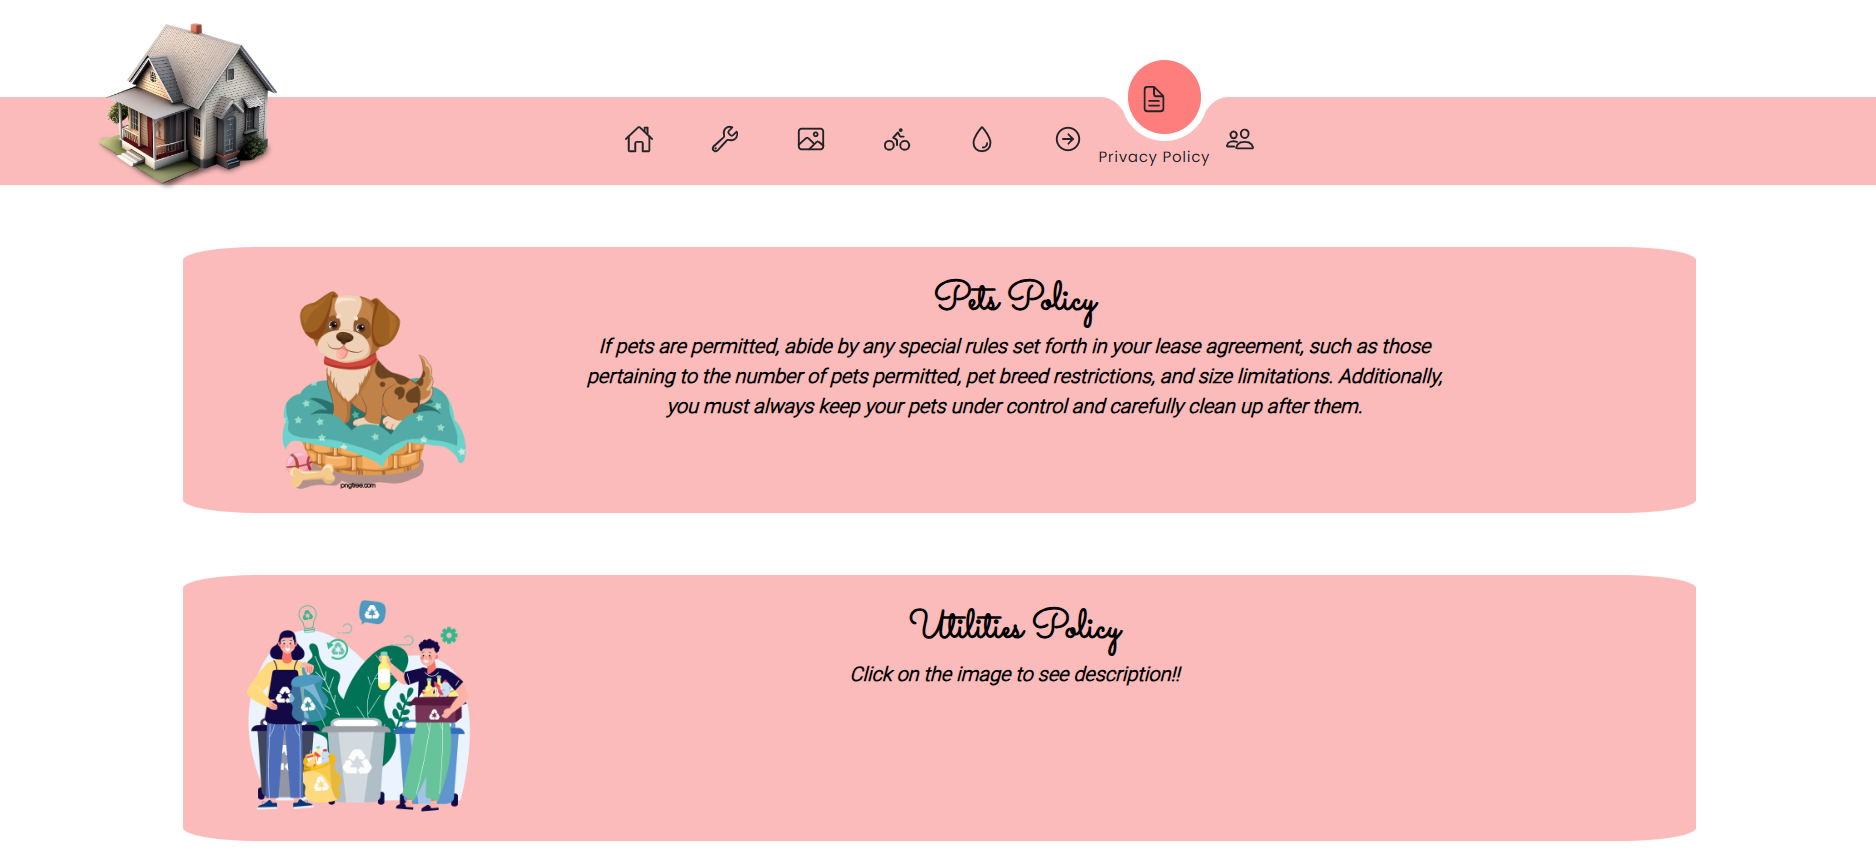 Privacy Policy
Pets Policy
If pets are permitted, abide by any special rules set forth in your lease agreement, such as those
pertaining to the number of pets permitted, pet breed restrictions, and size limitations. Additionally,
you must always keep your pets under control and carefully clean up after them.
pngtree.com
Utilities Policy
Click on the image to see description!!